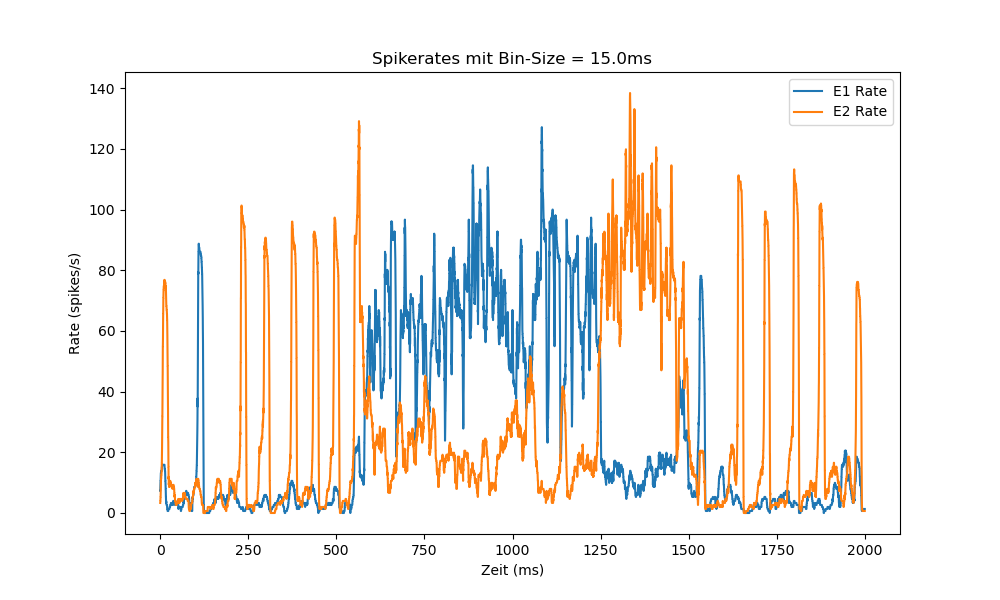 Spikerates mit Bin-Size = 15.0ms
E1 Rate
E2 Rate
Rate (spikes/s)
140
120
100
80
60
40
20
0
0 250 500 750 1000 1250 1500 1750 2000
Zeit (ms)